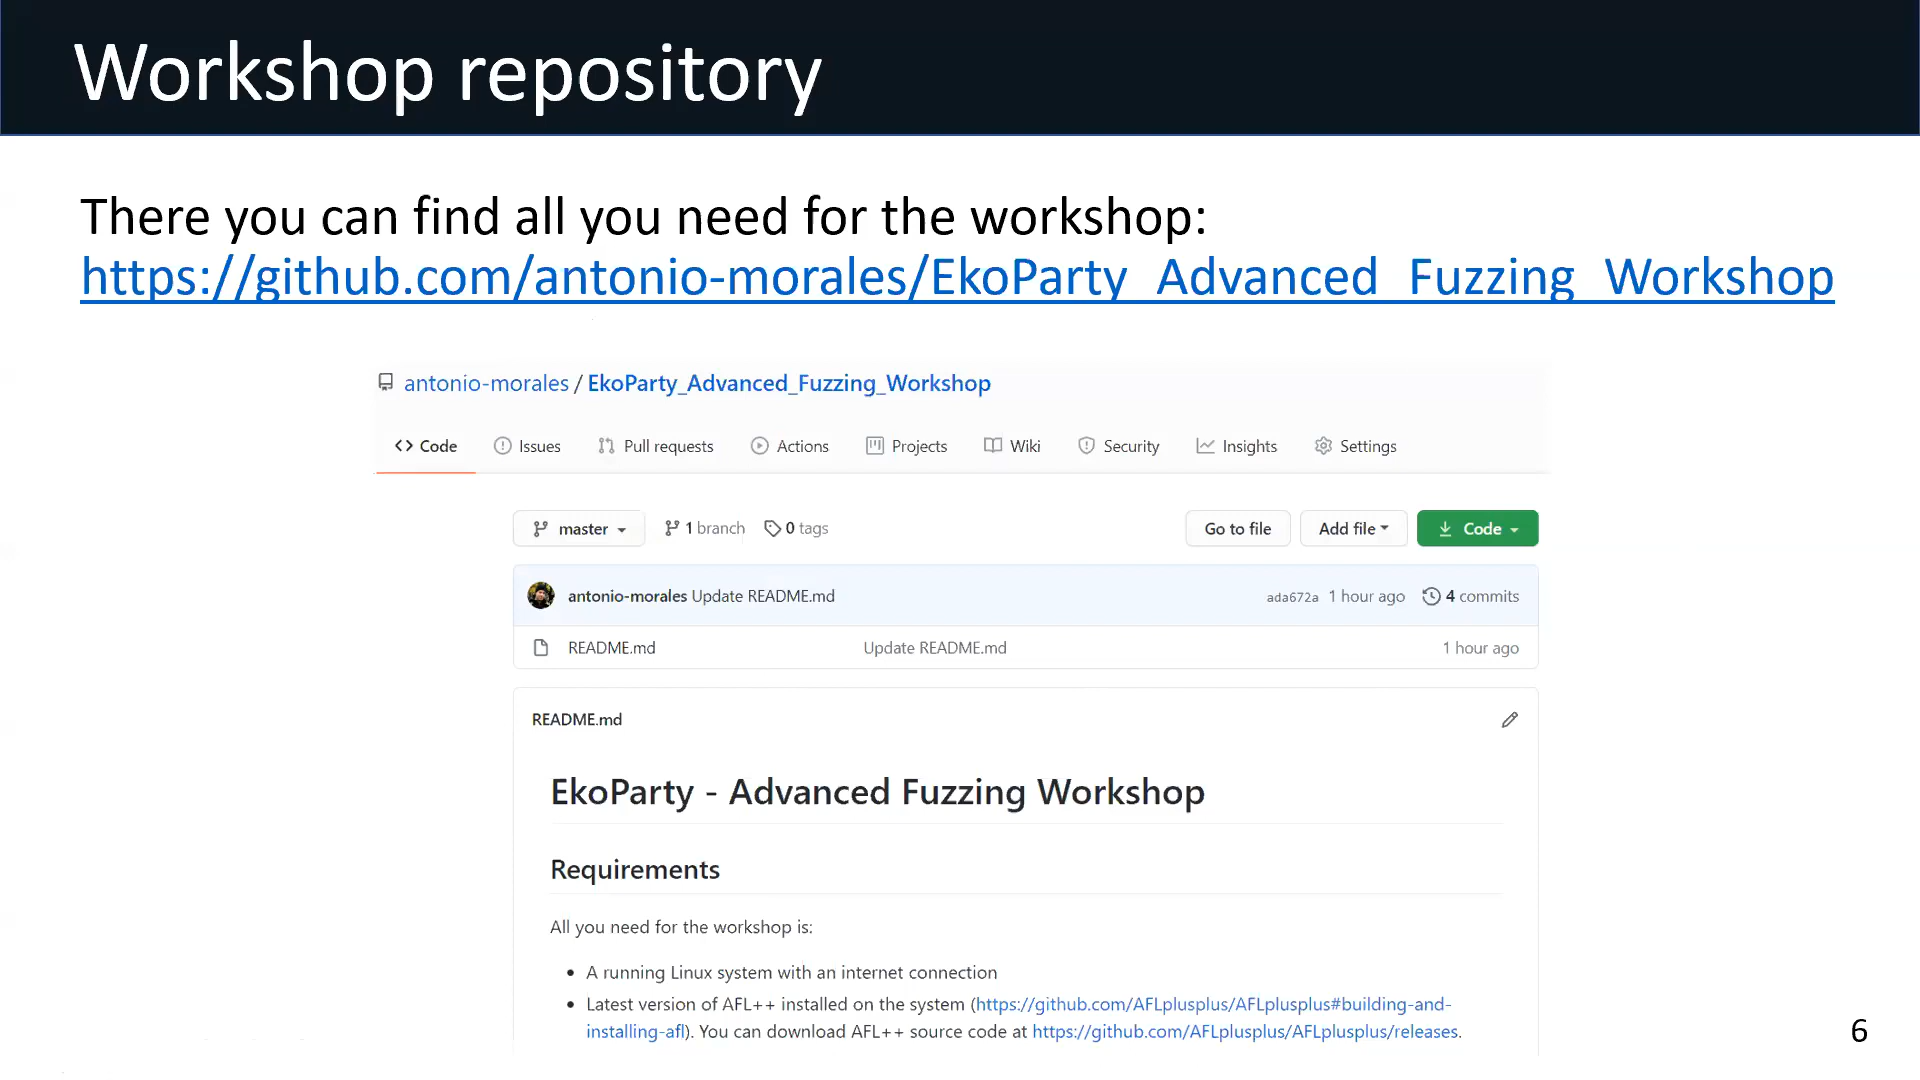 Workshop repository
There you can find all you need for the workshop:
https://github.com/antonio-morales/EkoParty_Advanced_Fuzzing_Workshop
antonio-morales / EkoParty_Advanced_Fuzzing_Workshop
Code Issues Pull requests Actions Projects Wiki Security Insights Settings
master 1 branch 0 tags Go to file Add file Code
antonio-morales Update README.md ada672a 1 hour ago 4 commits
README.md Update README.md 1 hour ago
README.md
EkoParty - Advanced Fuzzing Workshop
Requirements
All you need for the workshop is:
• A running Linux system with an internet connection
• Latest version of AFL++ installed on the system (https://github.com/AFLplusplus/AFLplusplus#building-and-
installing-afl). You can download AFL++ source code at https://github.com/AFLplusplus/AFLplusplus/releases.
6